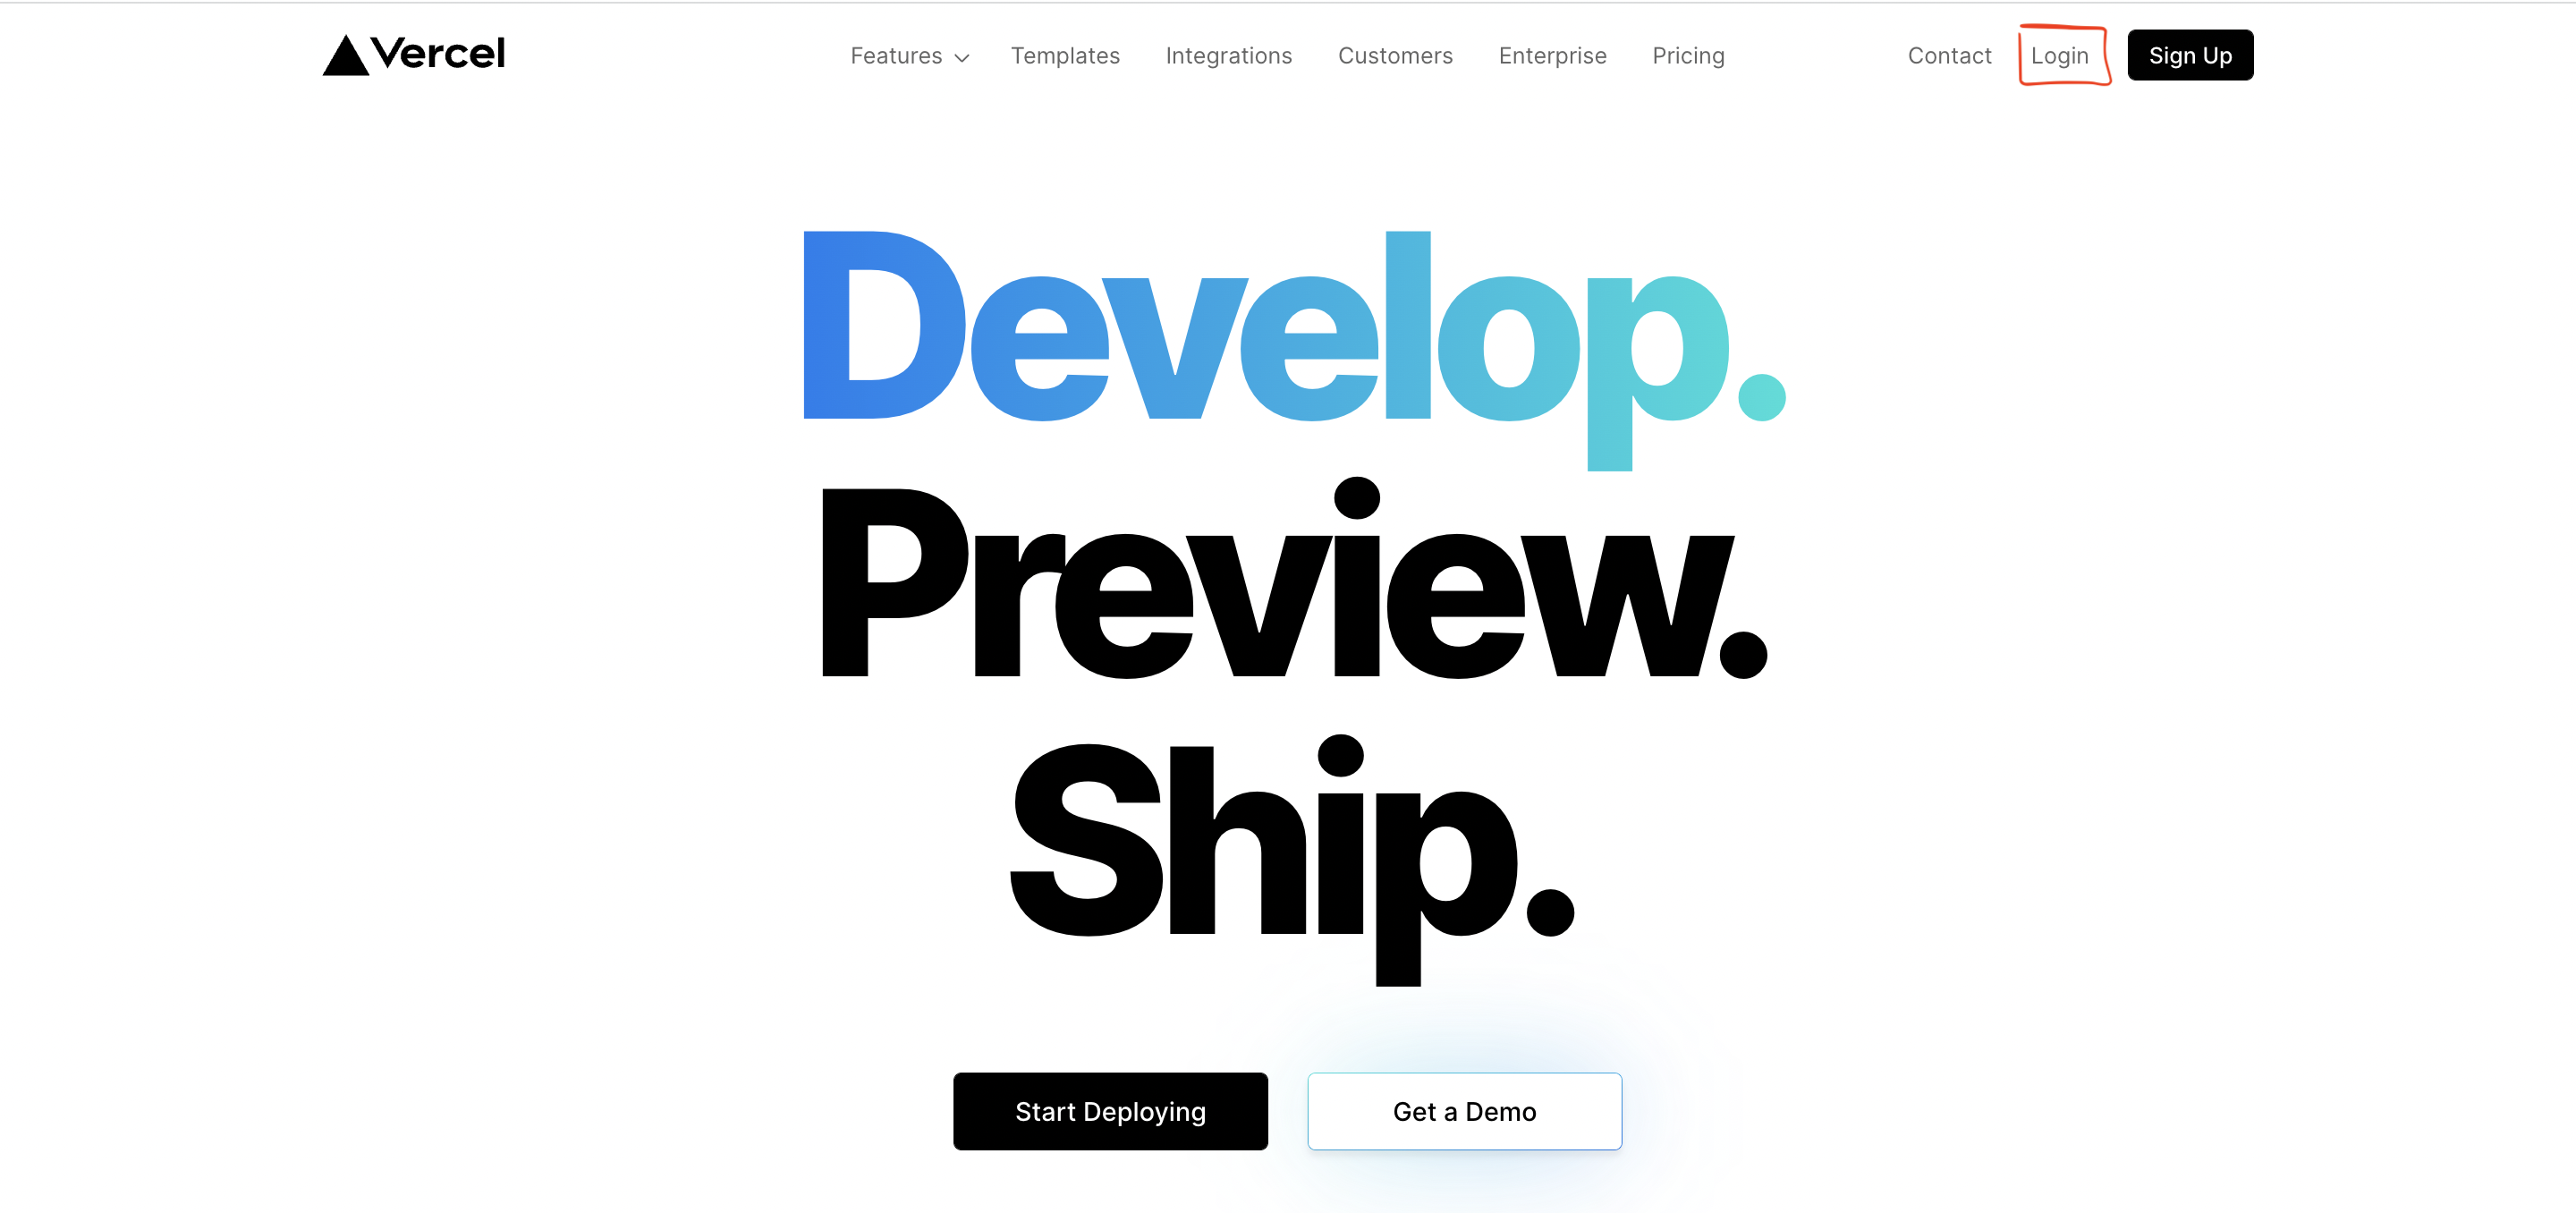 Vercel
Features Templates Integrations Customers Enterprise Pricing Contact Login Sign Up
Develop.
Preview.
Ship.
Start Deploying Get a Demo